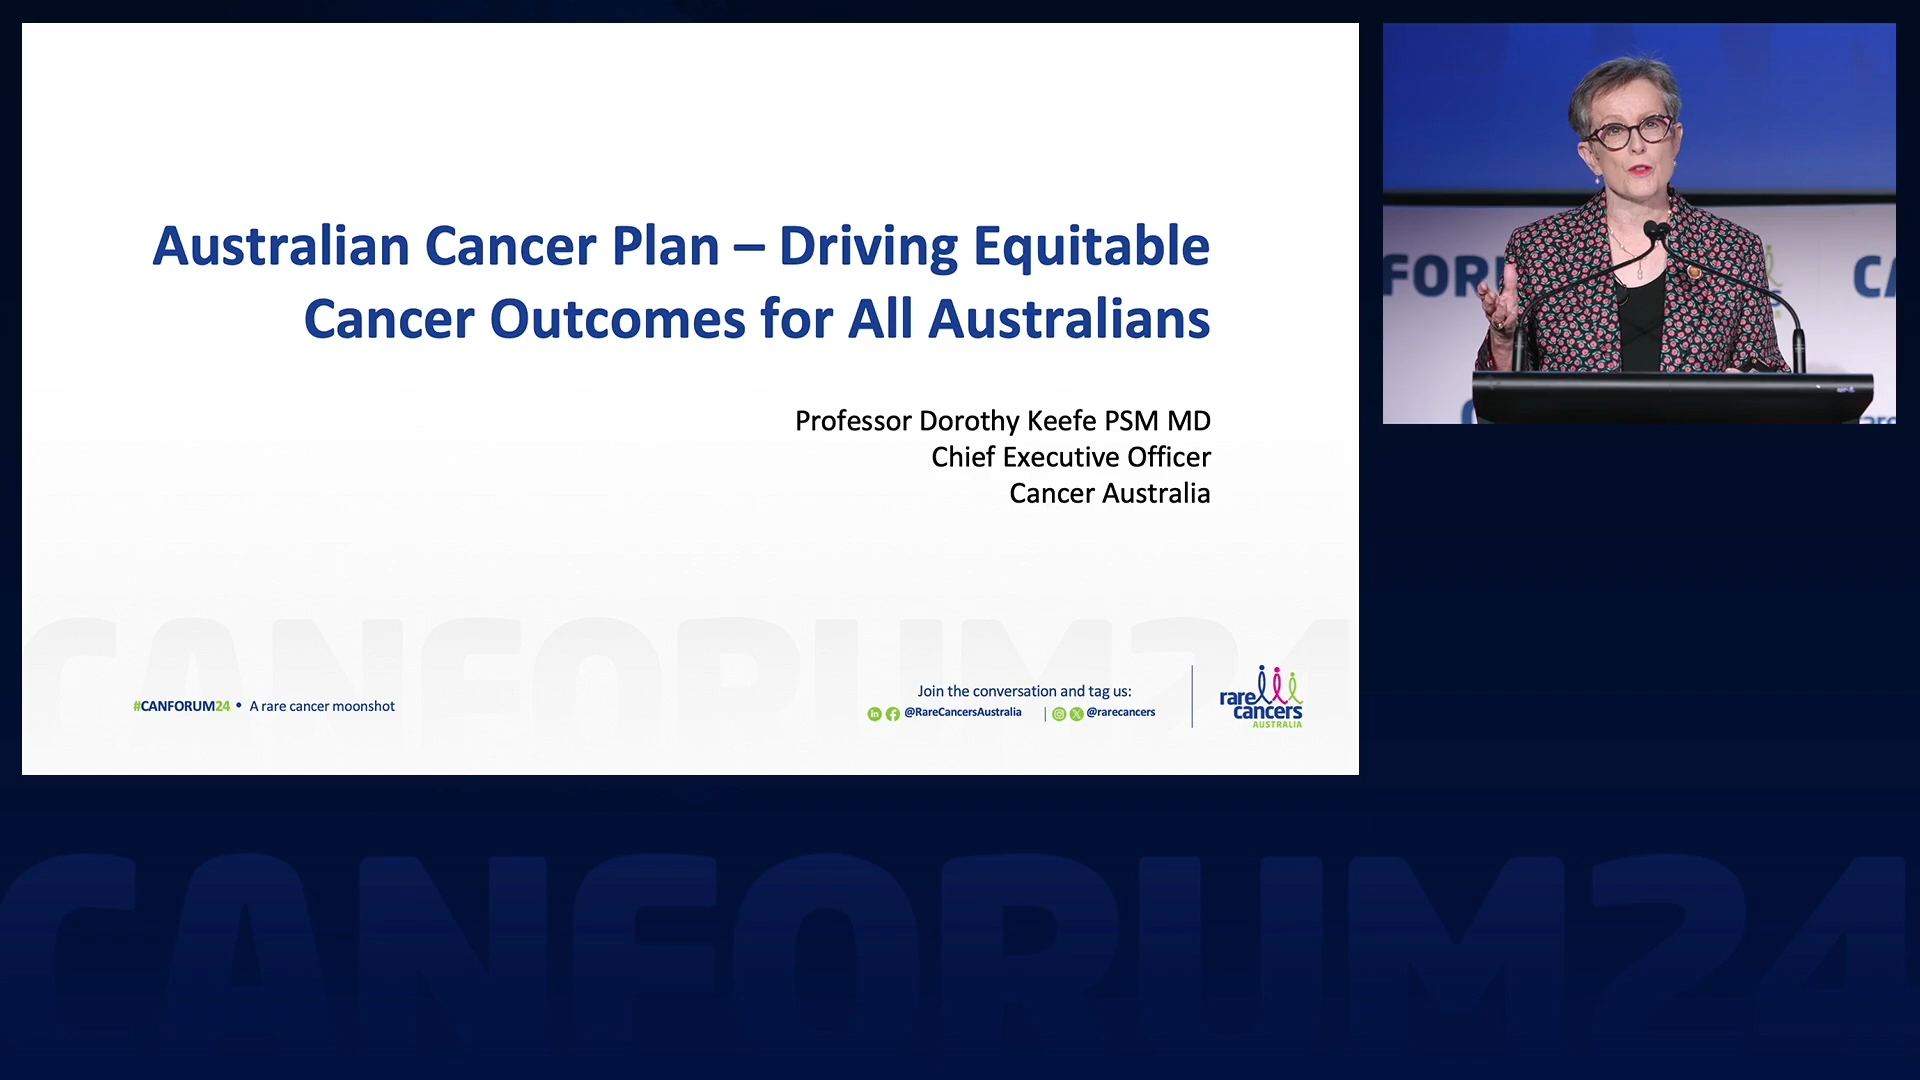 Australian Cancer Plan – Driving Equitable
Cancer Outcomes for All Australians
Professor Dorothy Keefe PSM MD
Chief Executive Officer
Cancer Australia
CANFORUM24
#CANFORUM24 • A rare cancer moonshot
Join the conversation and tag us:
@RareCancersAustralia | @rarecancers
rare
cancers
AUSTRALIA
CANFORUM24